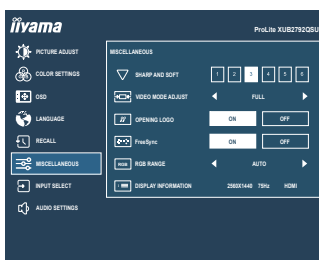 iiyama
ProLite XUB2792QSU
PICTURE ADJUST
COLOR SETTINGS
OSD
LANGUAGE
RECALL
MISCELLANEOUS
INPUT SELECT
AUDIO SETTINGS
MISCELLANEOUS
SHARP AND SOFT 1 2 3 4 5 6
VIDEO MODE ADJUST FULL
OPENING LOGO ON OFF
FreeSync ON OFF
RGB RGB RANGE AUTO
DISPLAY INFORMATION 2560X1440 75Hz HDMI